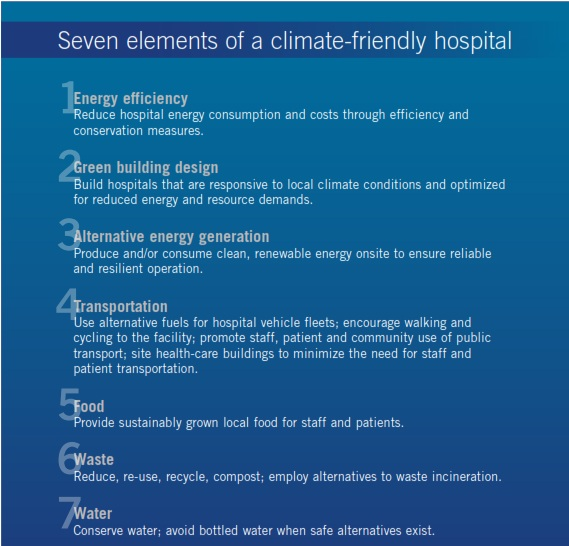 Seven elements of a climate-friendly hospital
1
Energy efficiency
Reduce hospital energy consumption and costs through efficiency and
conservation measures.
2
Green building design
Build hospitals that are responsive to local climate conditions and optimized
for reduced energy and resource demands.
3
Alternative energy generation
Produce and/or consume clean, renewable energy onsite to ensure reliable
and resilient operation.
4
Transportation
Use alternative fuels for hospital vehicle fleets; encourage walking and
cycling to the facility; promote staff, patient and community use of public
transport; site health-care buildings to minimize the need for staff and
patient transportation.
5
Food
Provide sustainably grown local food for staff and patients.
6
Waste
Reduce, re-use, recycle, compost; employ alternatives to waste incineration.
7
Water
Conserve water; avoid bottled water when safe alternatives exist.